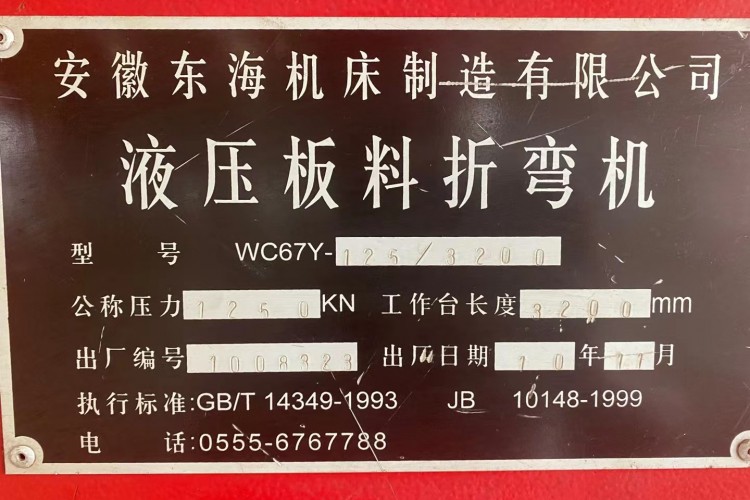 安徽东海机床制造有限公司
液压板料折弯机
型 号 WC67Y-125/3200
公称压力 1250 KN 工作台长度 3200 mm
出厂编号 1008323 出厂日期 10 年 11 月
执行标准:GB/T 14349-1993 JB 10148-1999
电 话:0555-6767788